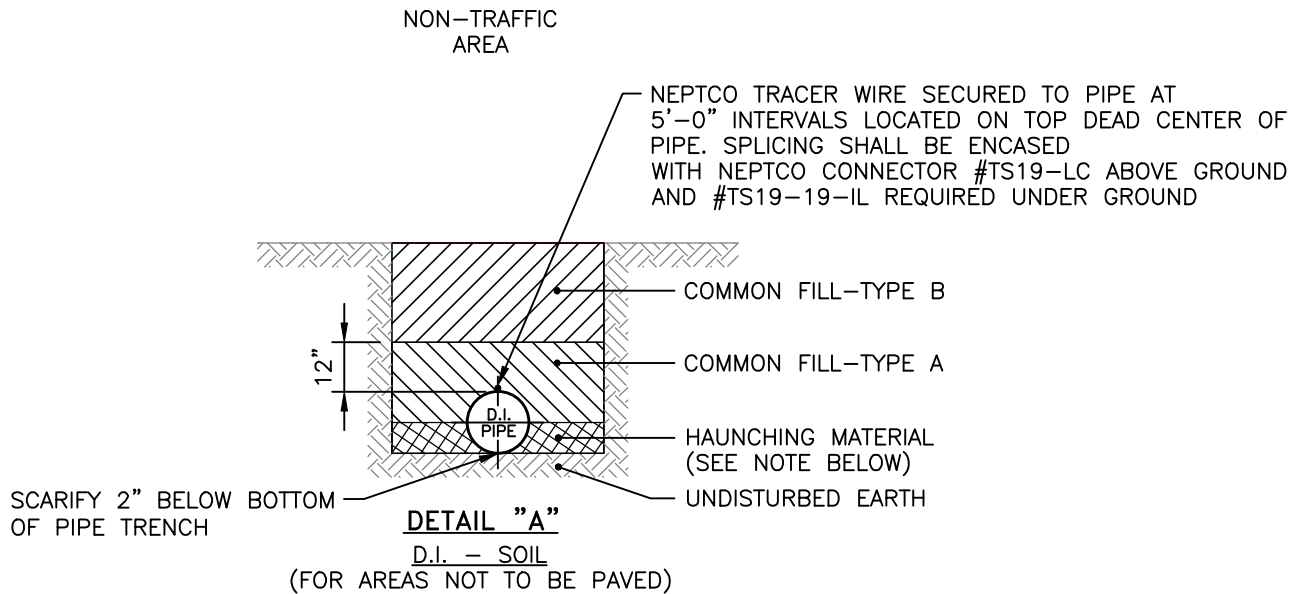 NON-TRAFFIC
AREA
NEPTCO TRACER WIRE SECURED TO PIPE AT
5'-0" INTERVALS LOCATED ON TOP DEAD CENTER OF
PIPE. SPLICING SHALL BE ENCASED
WITH NEPTCO CONNECTOR #TS19-LC ABOVE GROUND
AND #TS19-19-IL REQUIRED UNDER GROUND
COMMON FILL-TYPE B
12"
COMMON FILL-TYPE A
D.I.
PIPE
HAUNCHING MATERIAL
(SEE NOTE BELOW)
UNDISTURBED EARTH
SCARIFY 2" BELOW BOTTOM
OF PIPE TRENCH
DETAIL "A"
D.I. - SOIL
(FOR AREAS NOT TO BE PAVED)